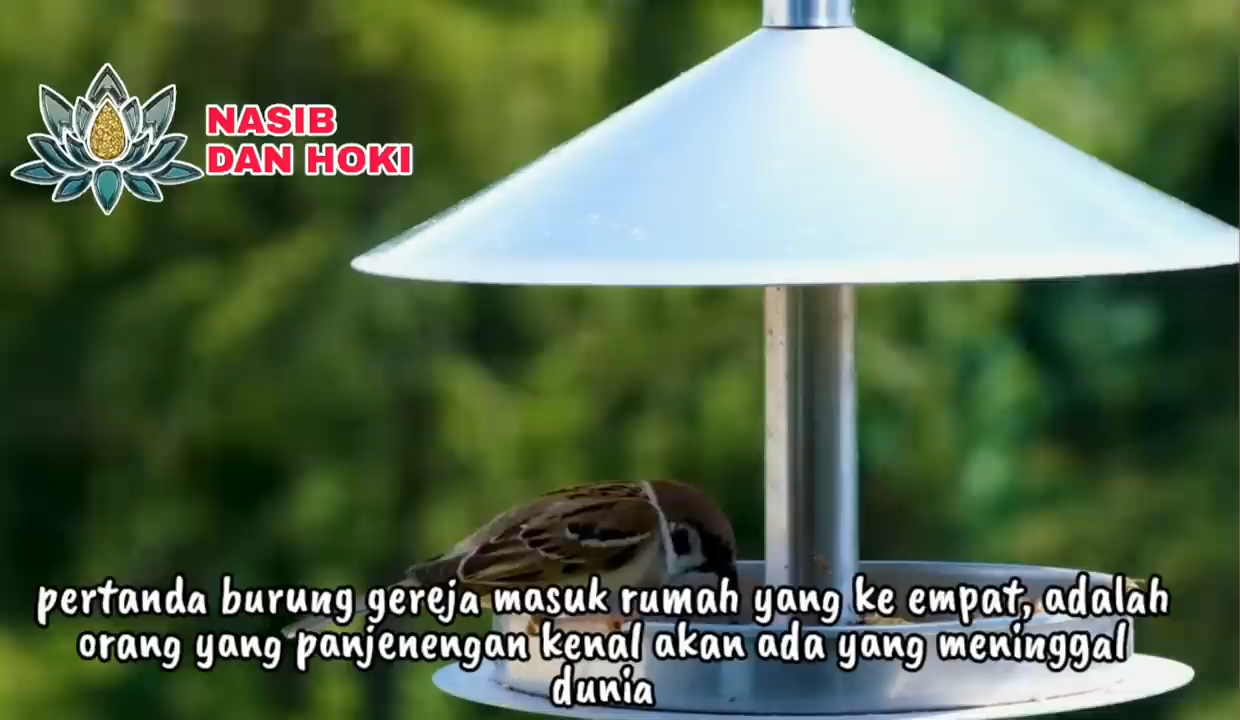 NASIB
DAN HOKI
pertanda burung gereja masuk rumah yang ke empat, adalah
orang yang panjenengan kenal akan ada yang meninggal
dunia